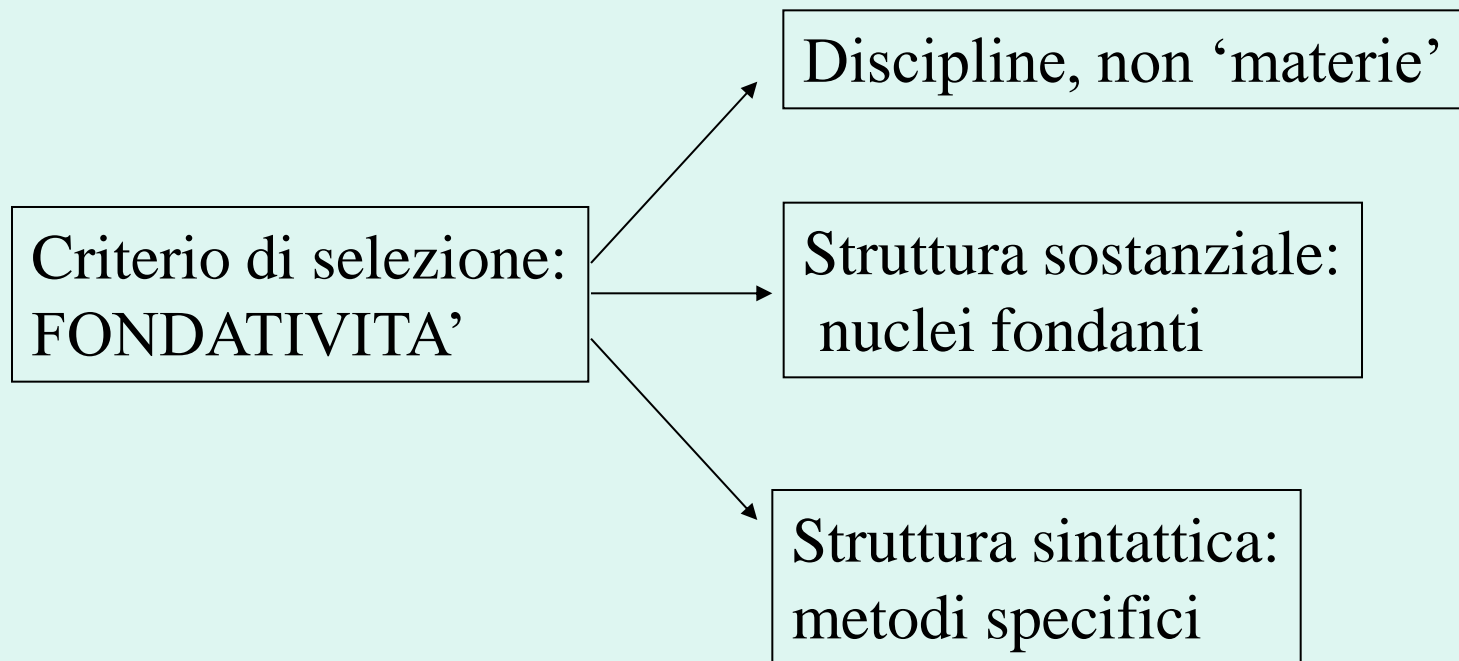 Discipline, non ‘materie’
Criterio di selezione:
FONDATIVITA’
Struttura sostanziale:
nuclei fondanti
Struttura sintattica:
metodi specifici